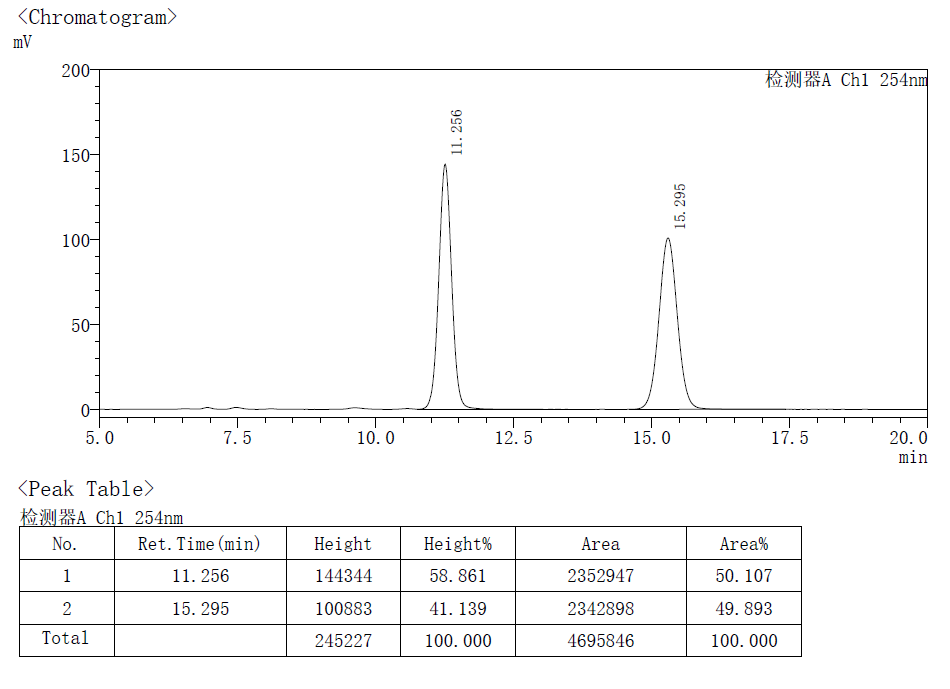 <Chromatogram>
mV
检测器A Ch1 254nm
200
150
100
50
0
11.256
15.295
5.0 7.5 10.0 12.5 15.0 17.5 20.0
min
<Peak Table>
检测器A Ch1 254nm
No. Ret.Time(min) Height Height% Area Area%
1 11.256 144344 58.861 2352947 50.107
2 15.295 100883 41.139 2342898 49.893
Total 245227 100.000 4695846 100.000